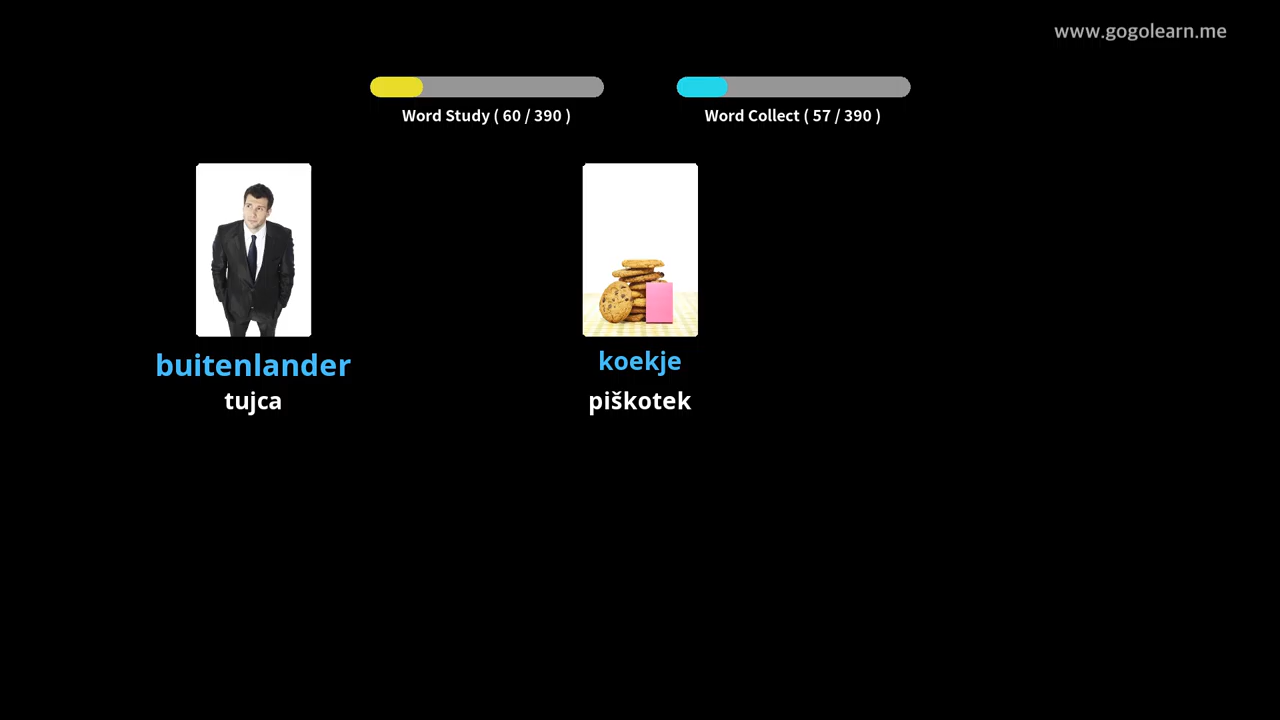 www.gogolearn.me
Word Study ( 60 / 390 )
Word Collect ( 57 / 390 )
buitenlander
tujca
koekje
piškotek